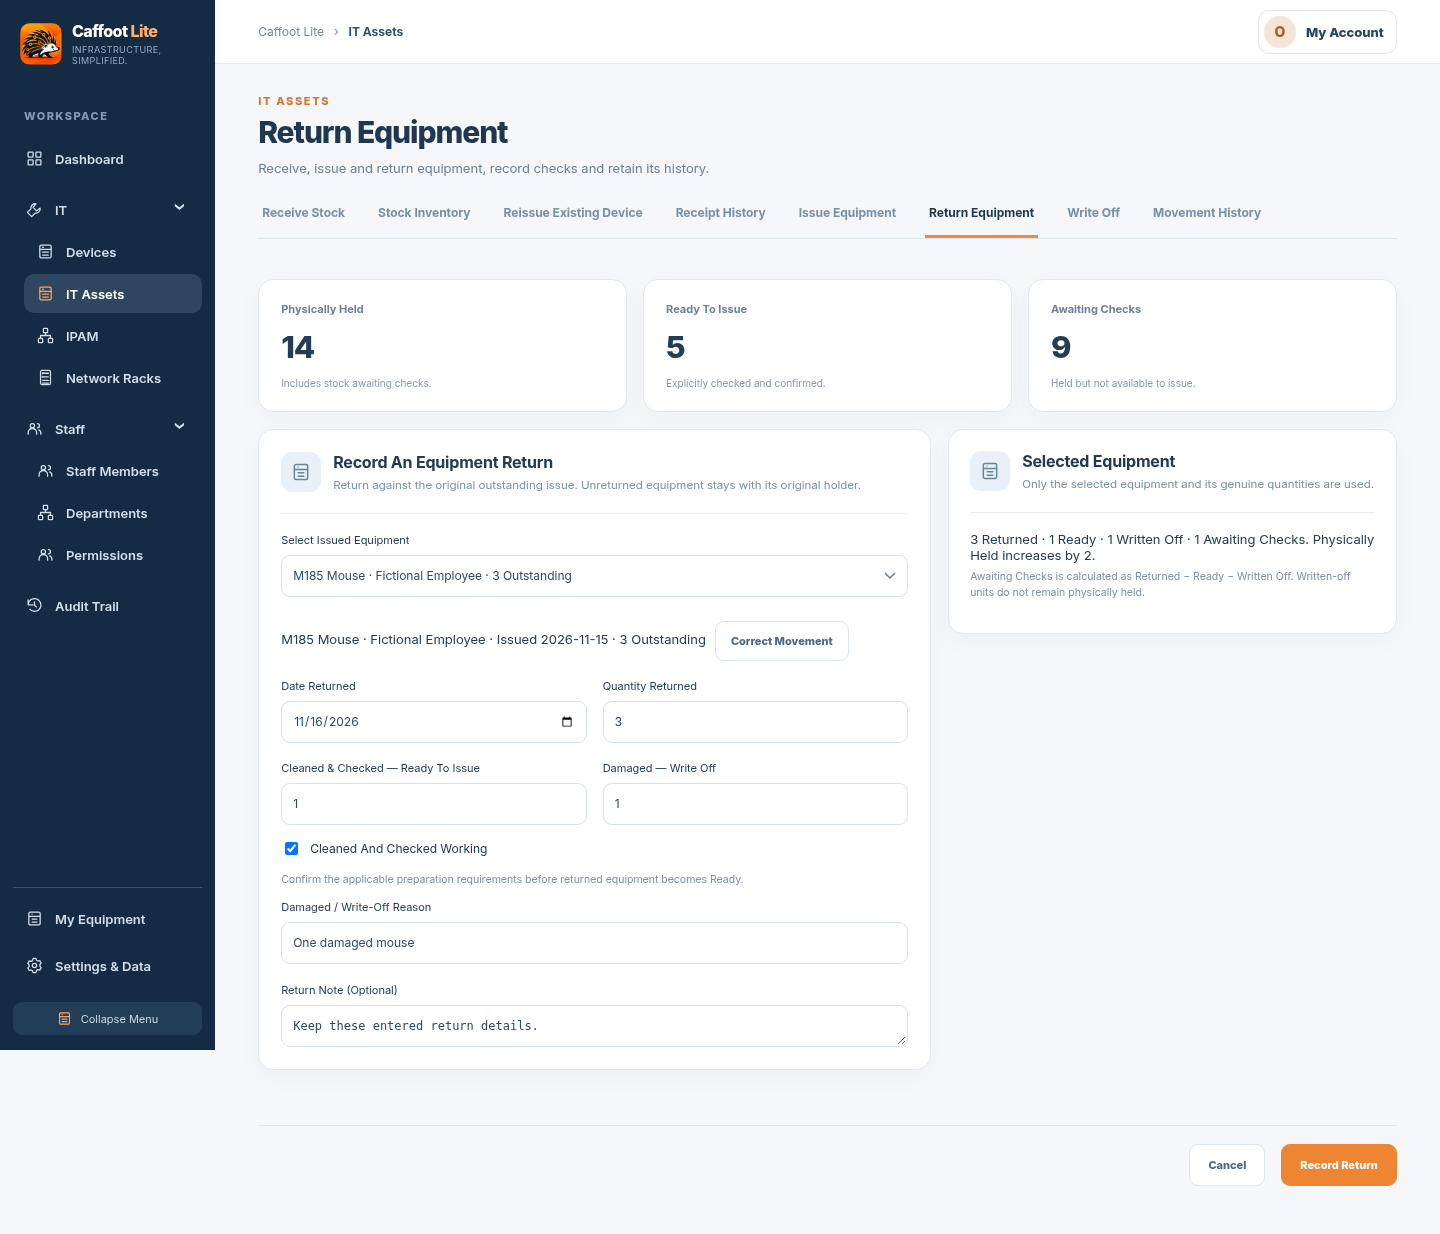 Caffoot Lite
INFRASTRUCTURE,
SIMPLIFIED.
WORKSPACE
Dashboard
IT
Devices
IT Assets
IPAM
Network Racks
Staff
Staff Members
Departments
Permissions
Audit Trail
My Equipment
Settings & Data
Collapse Menu
Caffoot Lite › IT Assets
O My Account
IT ASSETS
Return Equipment
Receive, issue and return equipment, record checks and retain its history.
Receive Stock Stock Inventory Reissue Existing Device Receipt History Issue Equipment Return Equipment Write Off Movement History
Physically Held
14
Includes stock awaiting checks.
Ready To Issue
5
Explicitly checked and confirmed.
Awaiting Checks
9
Held but not available to issue.
Record An Equipment Return
Return against the original outstanding issue. Unreturned equipment stays with its original holder.
Select Issued Equipment
M185 Mouse · Fictional Employee · 3 Outstanding
M185 Mouse · Fictional Employee · Issued 2026-11-15 · 3 Outstanding
Correct Movement
Date Returned
11/16/2026
Quantity Returned
3
Cleaned & Checked — Ready To Issue
1
Damaged — Write Off
1
Cleaned And Checked Working
Confirm the applicable preparation requirements before returned equipment becomes Ready.
Damaged / Write-Off Reason
One damaged mouse
Return Note (Optional)
Keep these entered return details.
Selected Equipment
Only the selected equipment and its genuine quantities are used.
3 Returned · 1 Ready · 1 Written Off · 1 Awaiting Checks. Physically
Held increases by 2.
Awaiting Checks is calculated as Returned − Ready − Written Off. Written-off
units do not remain physically held.
Cancel
Record Return